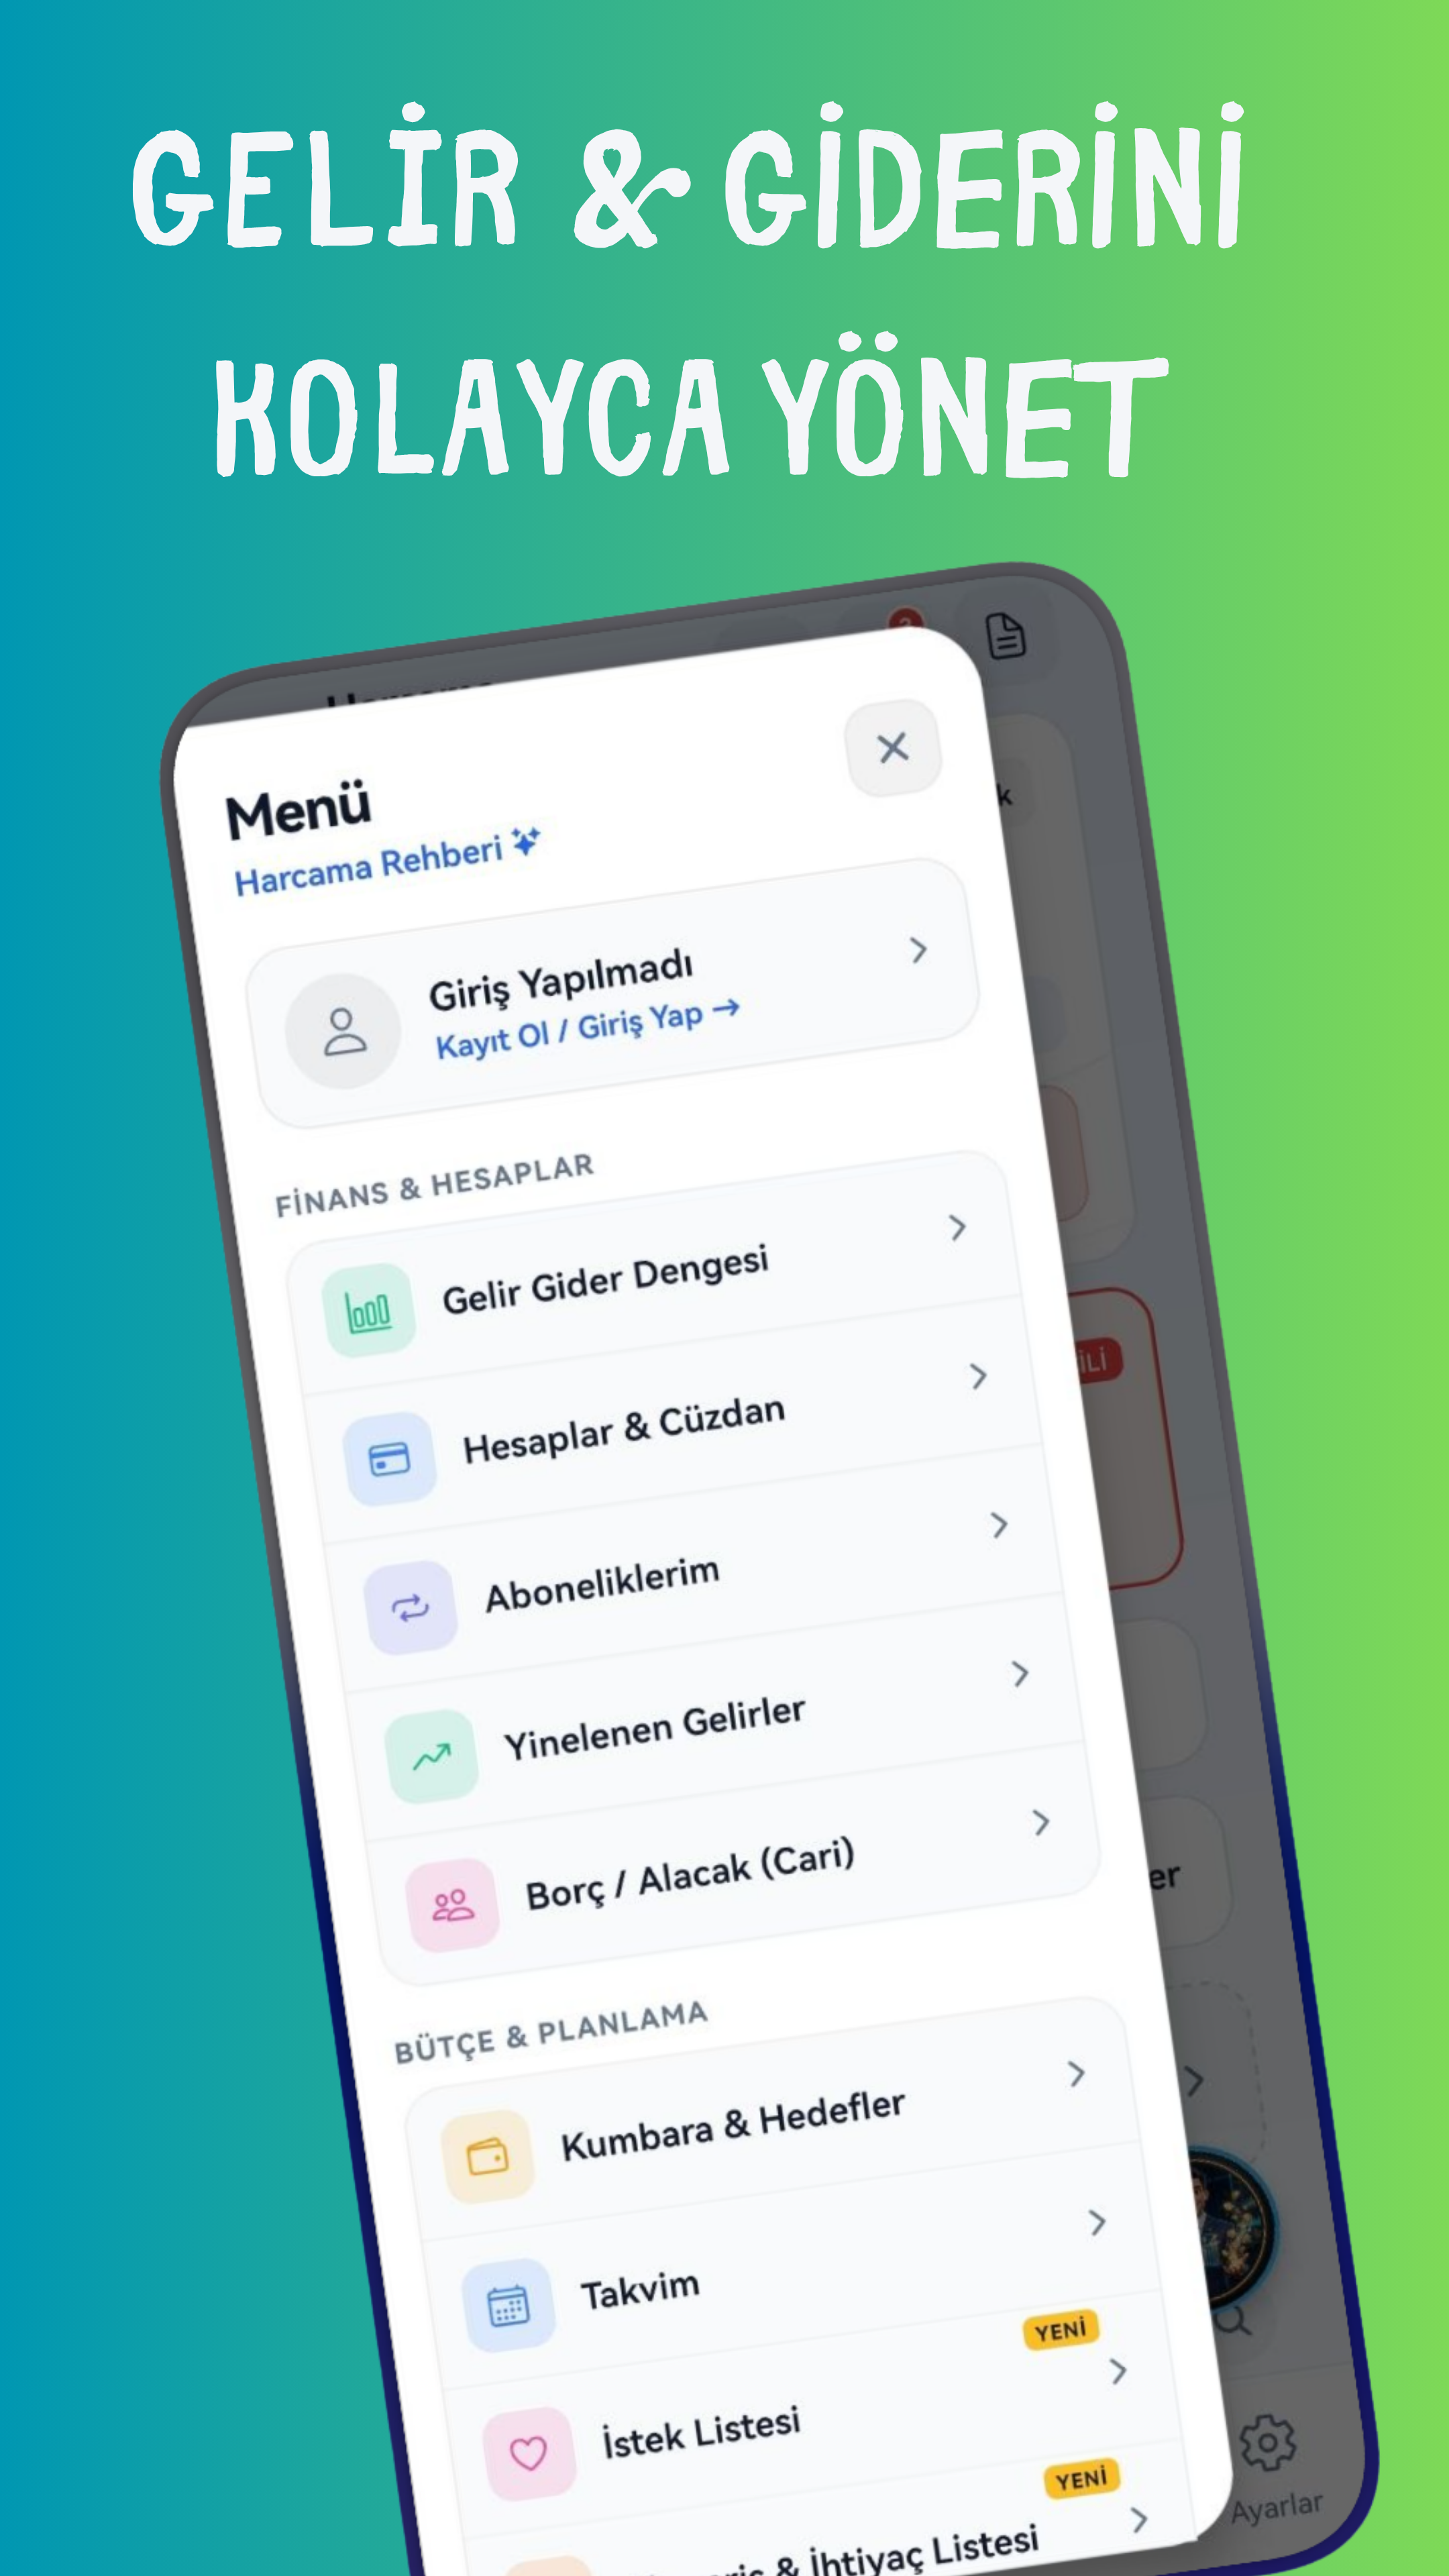 GELİR & GİDERİNİ
KOLAYCA YÖNET
Menü
Harcama Rehberi
Giriş Yapılmadı
Kayıt Ol / Giriş Yap →
FİNANS & HESAPLAR
Gelir Gider Dengesi
Hesaplar & Cüzdan
Aboneliklerim
Yinelenen Gelirler
Borç / Alacak (Cari)
BÜTÇE & PLANLAMA
Kumbara & Hedefler
Takvim
YENİ
İstek Listesi
YENİ
& İhtiyaç Listesi
Ayarlar